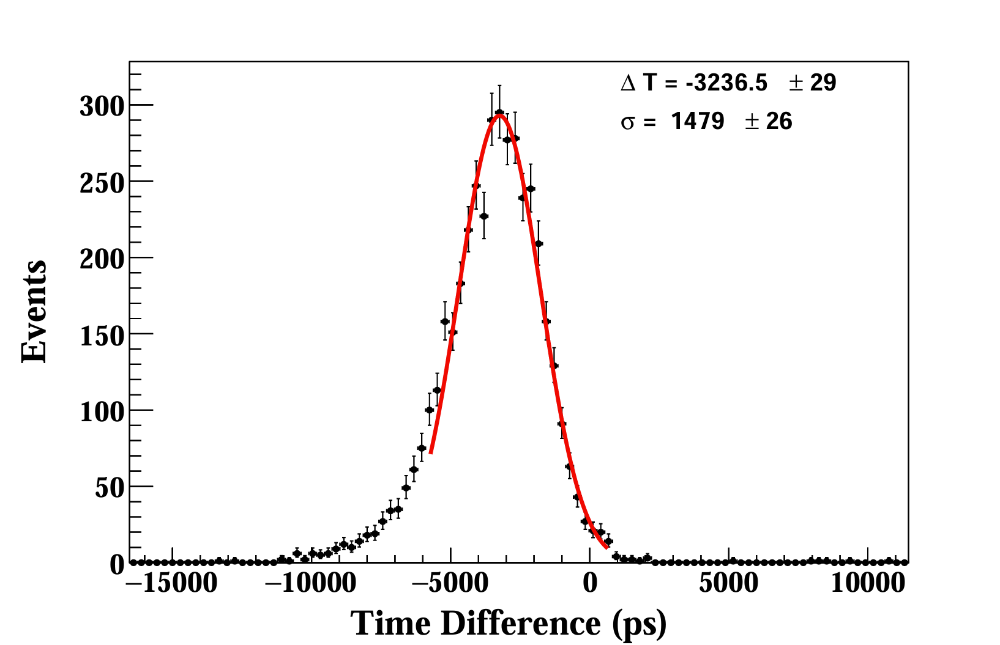 Δ T = -3236.5 ± 29
σ = 1479 ± 26
300
250
200
150
100
50
0
Events
−15000 −10000 −5000 0 5000 10000
Time Difference (ps)